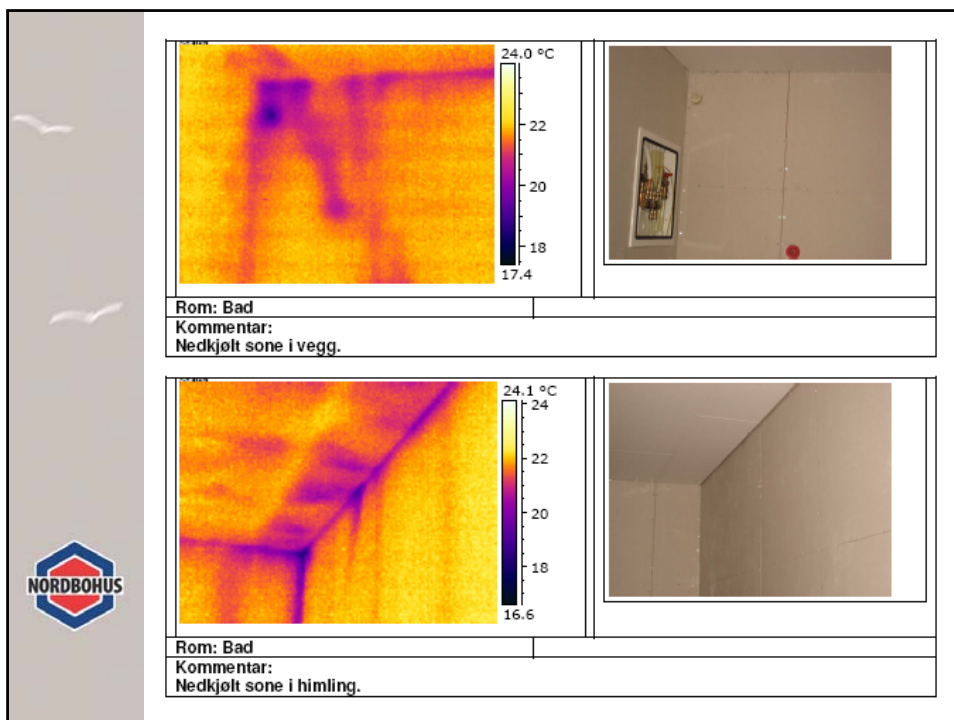 24.0 °C
22
20
18
17.4
Rom: Bad
Kommentar:
Nedkjølt sone i vegg.
24.1 °C
24
22
20
18
16.6
NORDBOHUS
Rom: Bad
Kommentar:
Nedkjølt sone i himling.